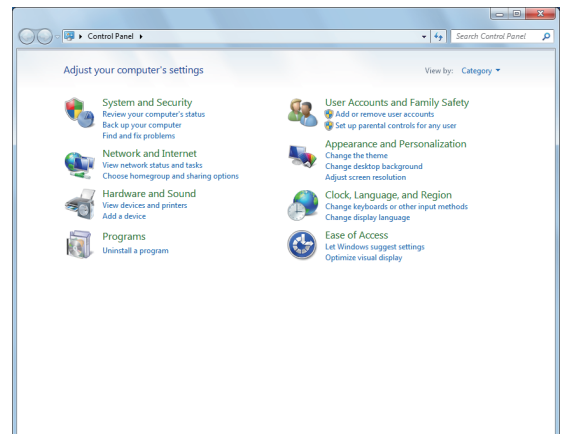 Control Panel
Search Control Panel
Adjust your computer's settings
View by: Category
System and Security
Review your computer's status
Back up your computer
Find and fix problems
Network and Internet
View network status and tasks
Choose homegroup and sharing options
Hardware and Sound
View devices and printers
Add a device
Programs
Uninstall a program
User Accounts and Family Safety
Add or remove user accounts
Set up parental controls for any user
Appearance and Personalization
Change the theme
Change desktop background
Adjust screen resolution
Clock, Language, and Region
Change keyboards or other input methods
Change display language
Ease of Access
Let Windows suggest settings
Optimize visual display